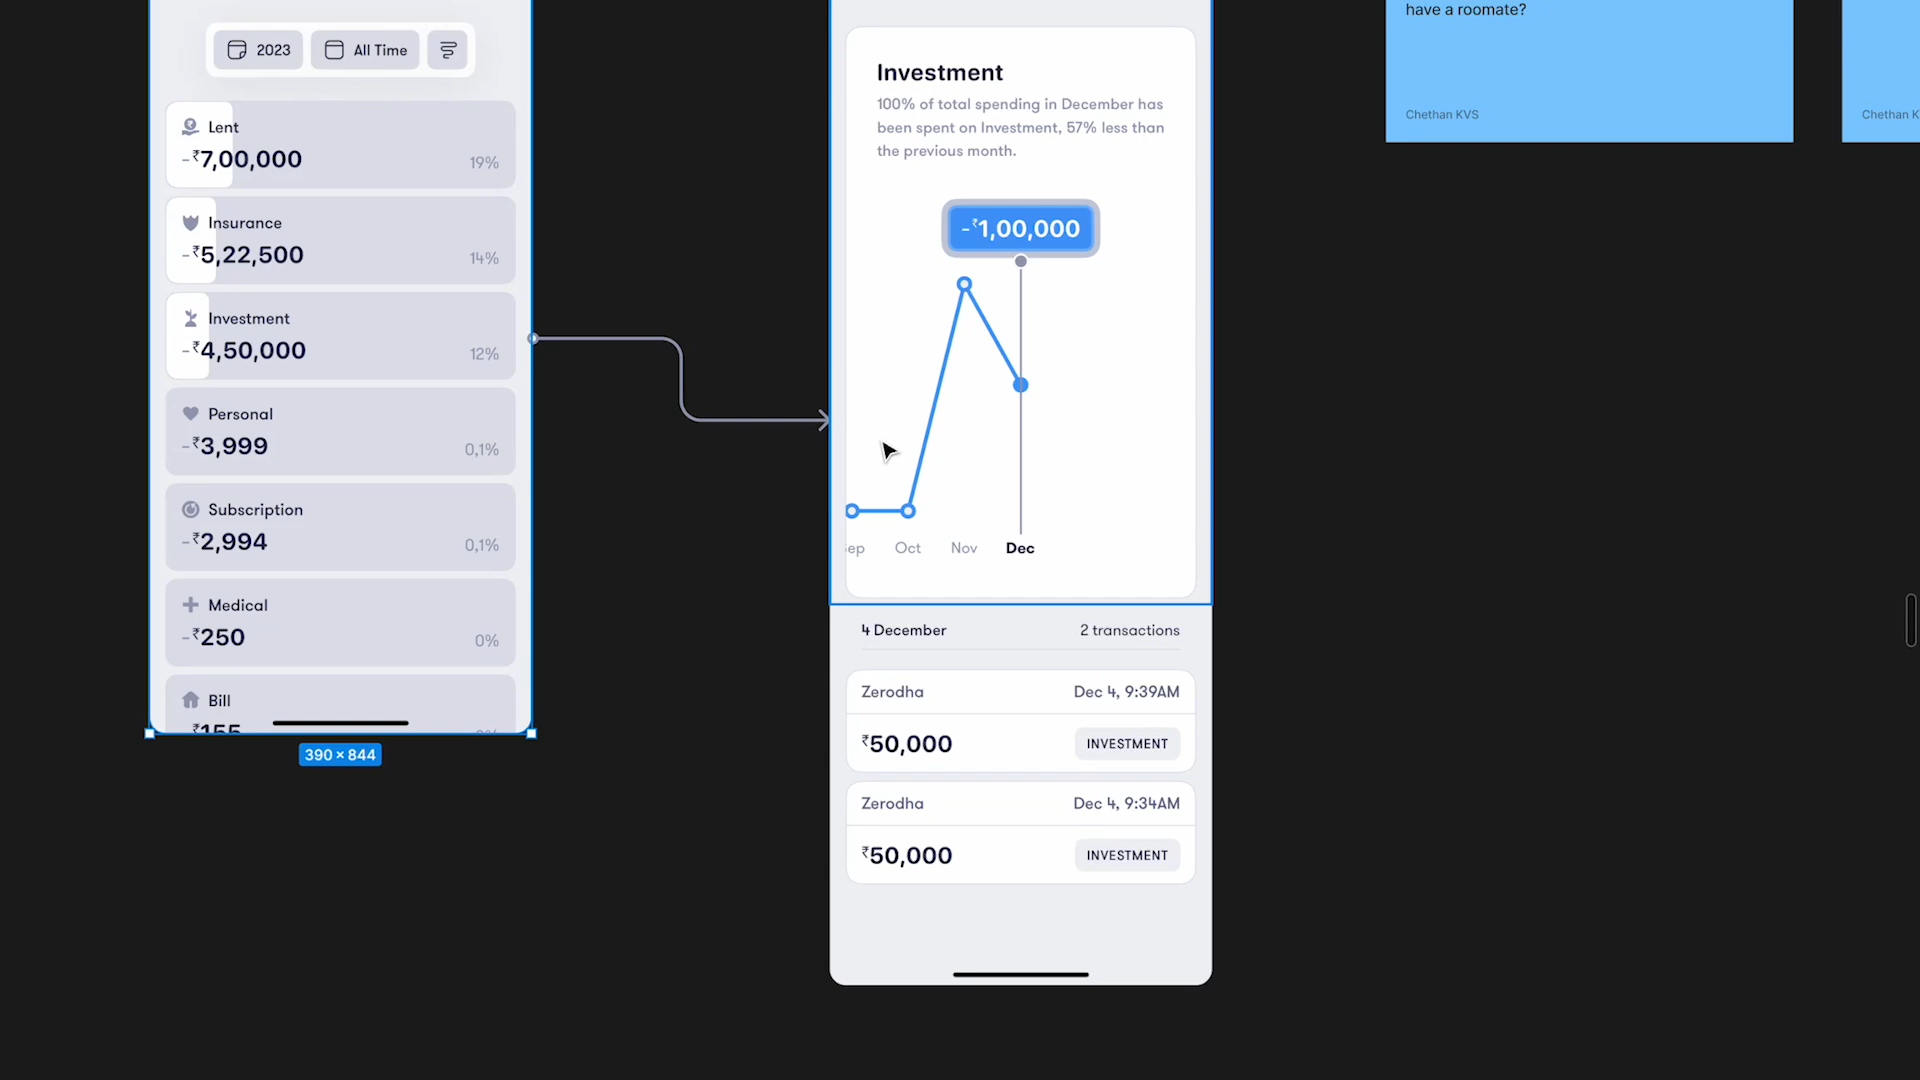 2023
All Time
Lent
-₹7,00,000
19%
Insurance
-₹5,22,500
14%
Investment
-₹4,50,000
12%
Personal
-₹3,999
0,1%
Subscription
-₹2,994
0,1%
Medical
-₹250
0%
Bill
390 × 844
Investment
100% of total spending in December has
been spent on Investment, 57% less than
the previous month.
-₹1,00,000
Oct
Nov
Dec
4 December
2 transactions
Zerodha
Dec 4, 9:39AM
₹50,000
INVESTMENT
Zerodha
Dec 4, 9:34AM
₹50,000
INVESTMENT
have a roomate?
Chethan KVS
Chethan K